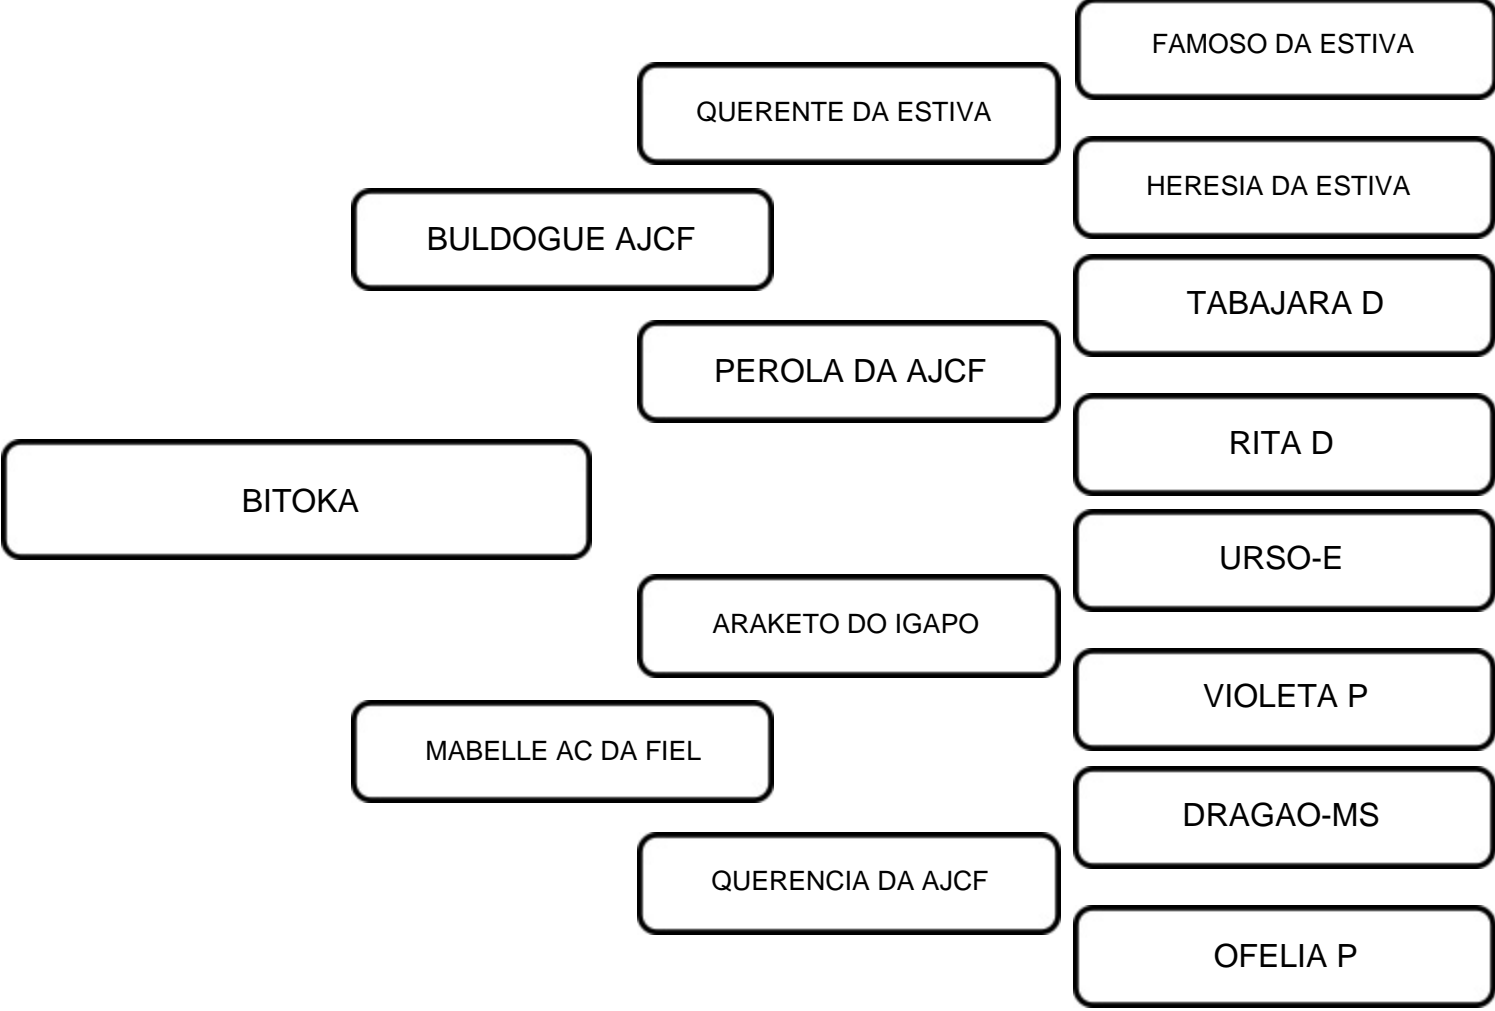 FAMOSO DA ESTIVA
QUERENTE DA ESTIVA
HERESIA DA ESTIVA
BULDOGUE AJCF
TABAJARA D
PEROLA DA AJCF
RITA D
BITOKA
URSO-E
ARAKETO DO IGAPO
VIOLETA P
MABELLE AC DA FIEL
DRAGAO-MS
QUERENCIA DA AJCF
OFELIA P